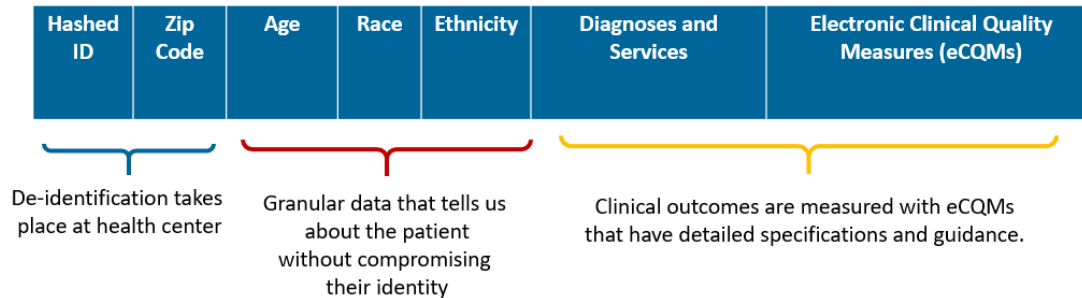 Hashed ID
Zip Code
Age
Race
Ethnicity
Diagnoses and Services
Electronic Clinical Quality Measures (eCQMs)
De-identification takes
place at health center
Granular data that tells us
about the patient
without compromising
their identity
Clinical outcomes are measured with eCQMs
that have detailed specifications and guidance.